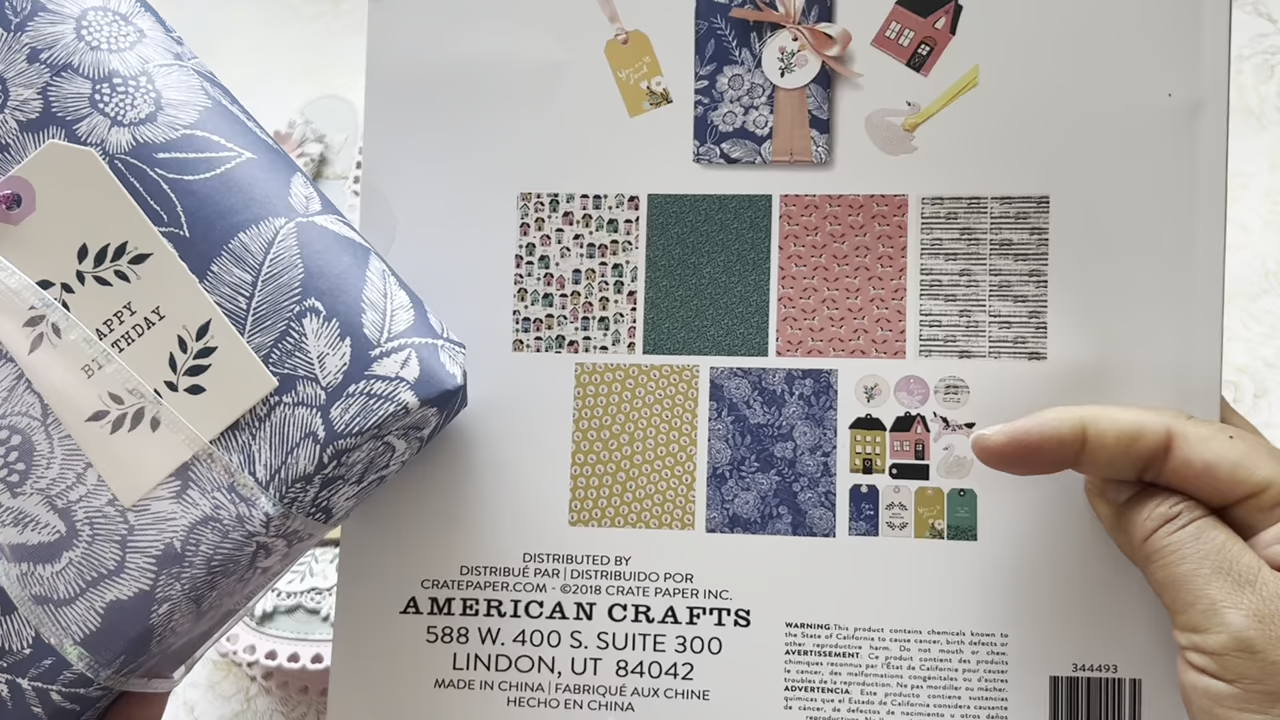 You are Loved
HAPPY
BIRTHDAY
DISTRIBUTED BY
DISTRIBUÉ PAR | DISTRIBUIDO POR
CRATEPAPER.COM - ©2018 CRATE PAPER INC.
AMERICAN CRAFTS
588 W. 400 S. SUITE 300
LINDON, UT 84042
MADE IN CHINA | FABRIQUÉ AUX CHINE
HECHO EN CHINA
WARNING: This product contains chemicals known to
the State of California to cause cancer, birth defects or
other reproductive harm. Do not mouth or chew.
AVERTISSEMENT: Ce produit contient des produits
chimiques reconnus par l'État de California pour causer
le cancer, des malformations congénitales ou d'autres
troubles de la reproduction. Ne pas mordiller ou mâcher.
ADVERTENCIA: Este producto contiene sustancias
químicas que el Estado de California considera causante
de cáncer, de defectos de nacimiento u otros daños
344493